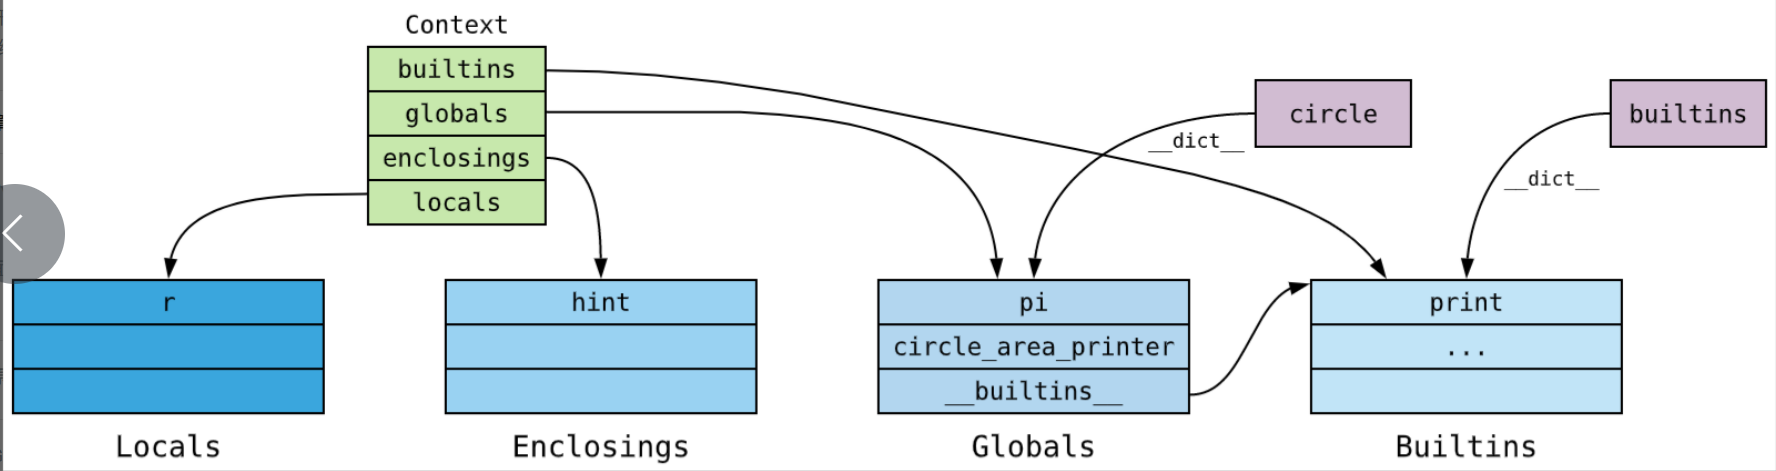 Context
builtins
globals
enclosings
locals
circle
builtins
__dict__
__dict__
r
hint
pi
circle_area_printer
__builtins__
print
...
Locals
Enclosings
Globals
Builtins